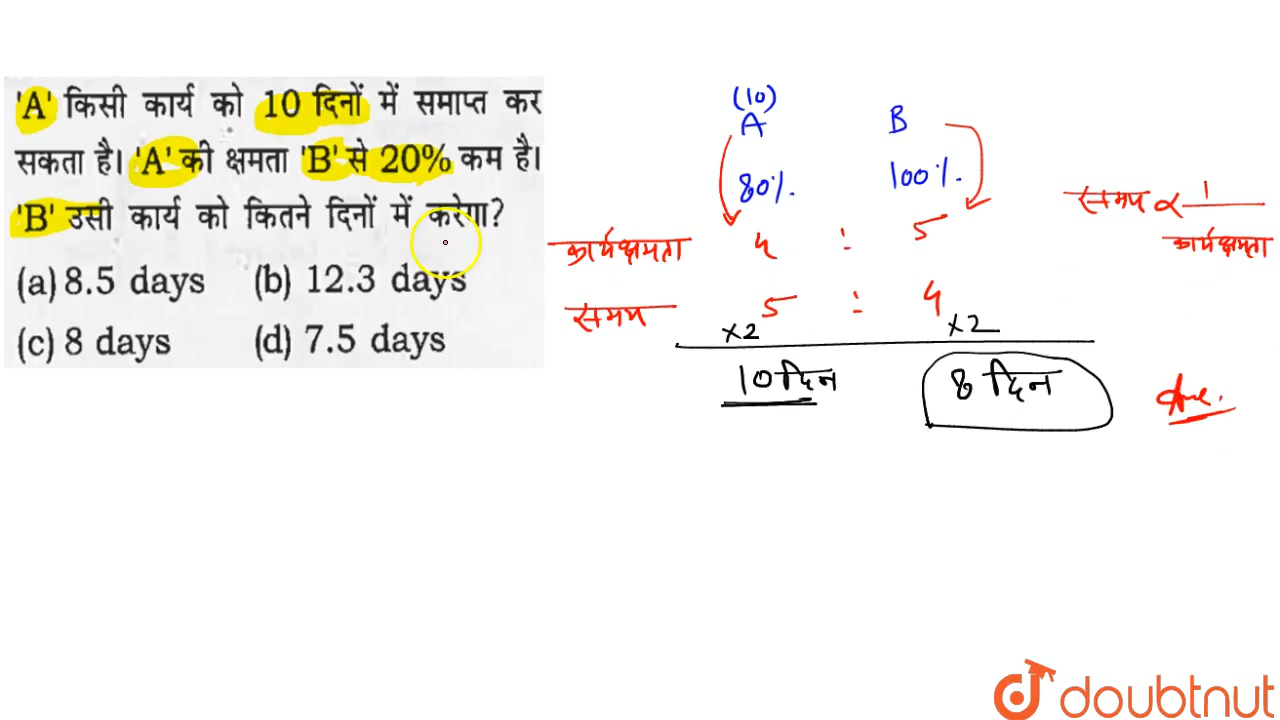 'A' किसी कार्य को 10 दिनों में समाप्त कर
सकता है। 'A' की क्षमता 'B' से 20% कम है।
'B' उसी कार्य को कितने दिनों में करेगा?
(a) 8.5 days (b) 12.3 days
(c) 8 days (d) 7.5 days
(10)
A B
80%. 100%.
कार्यक्षमता 4 : 5
समय 5 : 4
×2 ×2
10 दिन 8 दिन
समय ∝ 1
कार्यक्षमता
Ans.
doubtnut